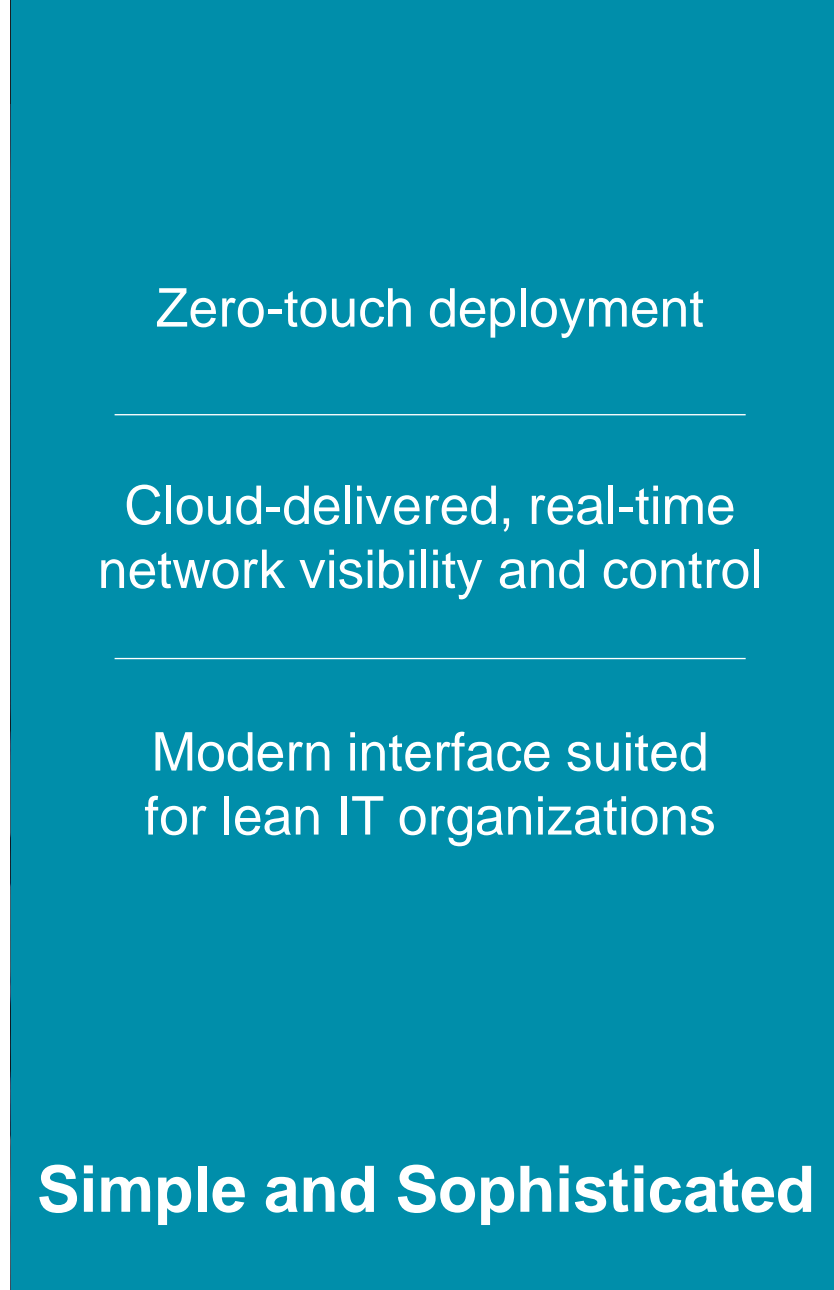 Zero-touch deployment
Cloud-delivered, real-time
network visibility and control
Modern interface suited
for lean IT organizations
Simple and Sophisticated